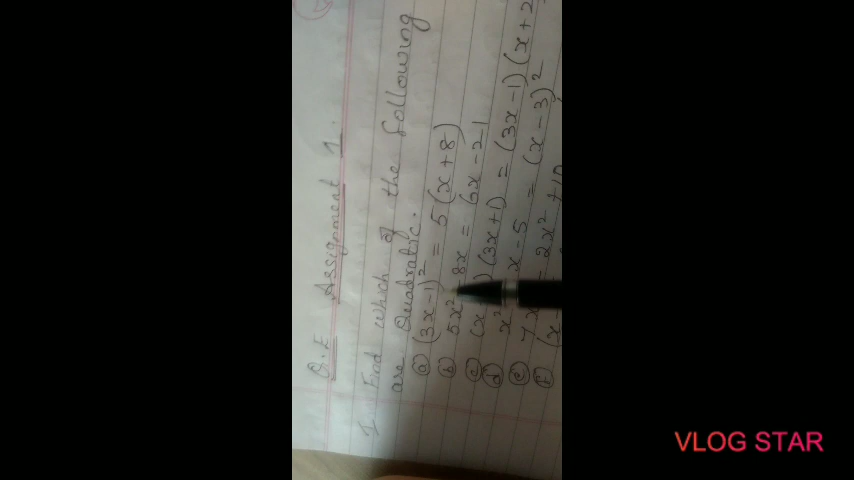 Q.E Assignment 1.
I Find which of the following
are Quadratic.
(a) (3x-1)² = 5(x+8)
(b) 5x² 8x = 6x-21
(c) (x )(3x+1) = (3x-1)(x+2
(d) x² x-5 = (x-3)²
(e) 7x 2x²
(f) (x
VLOG STAR